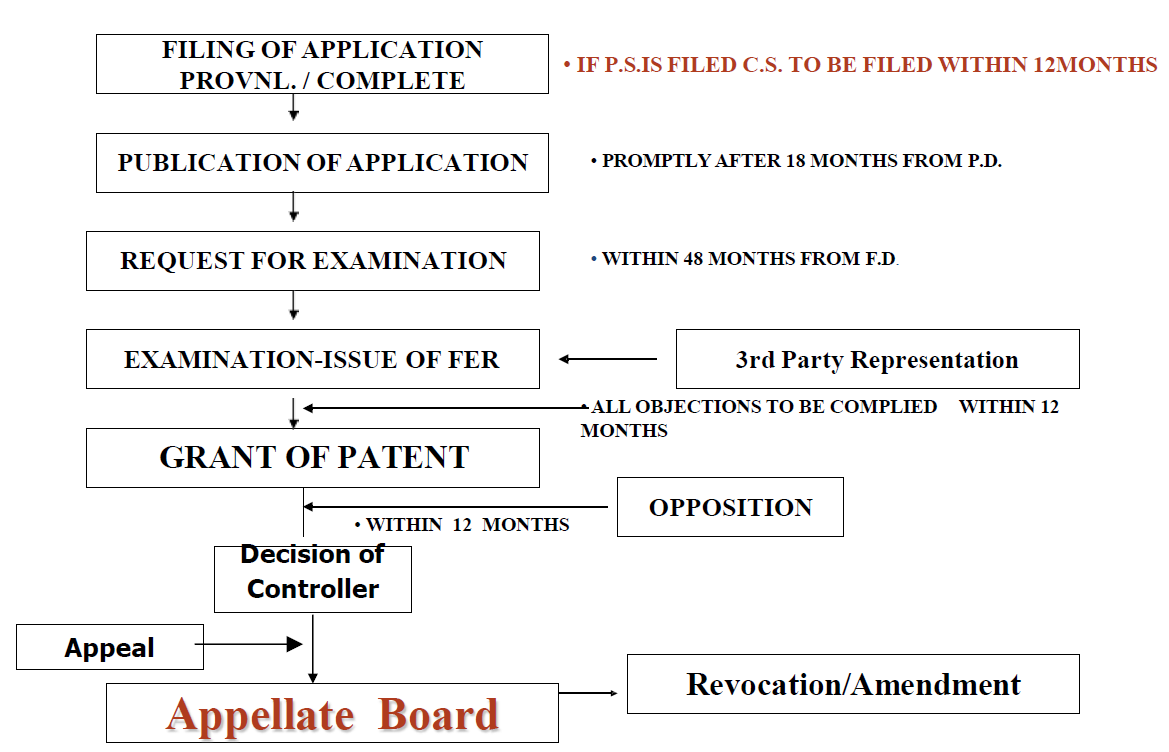 FILING OF APPLICATION
PROVNL. / COMPLETE
• IF P.S.IS FILED C.S. TO BE FILED WITHIN 12MONTHS
PUBLICATION OF APPLICATION
• PROMPTLY AFTER 18 MONTHS FROM P.D.
REQUEST FOR EXAMINATION
• WITHIN 48 MONTHS FROM F.D.
EXAMINATION-ISSUE OF FER
3rd Party Representation
• ALL OBJECTIONS TO BE COMPLIED WITHIN 12
MONTHS
GRANT OF PATENT
OPPOSITION
• WITHIN 12 MONTHS
Decision of
Controller
Appeal
Revocation/Amendment
Appellate Board